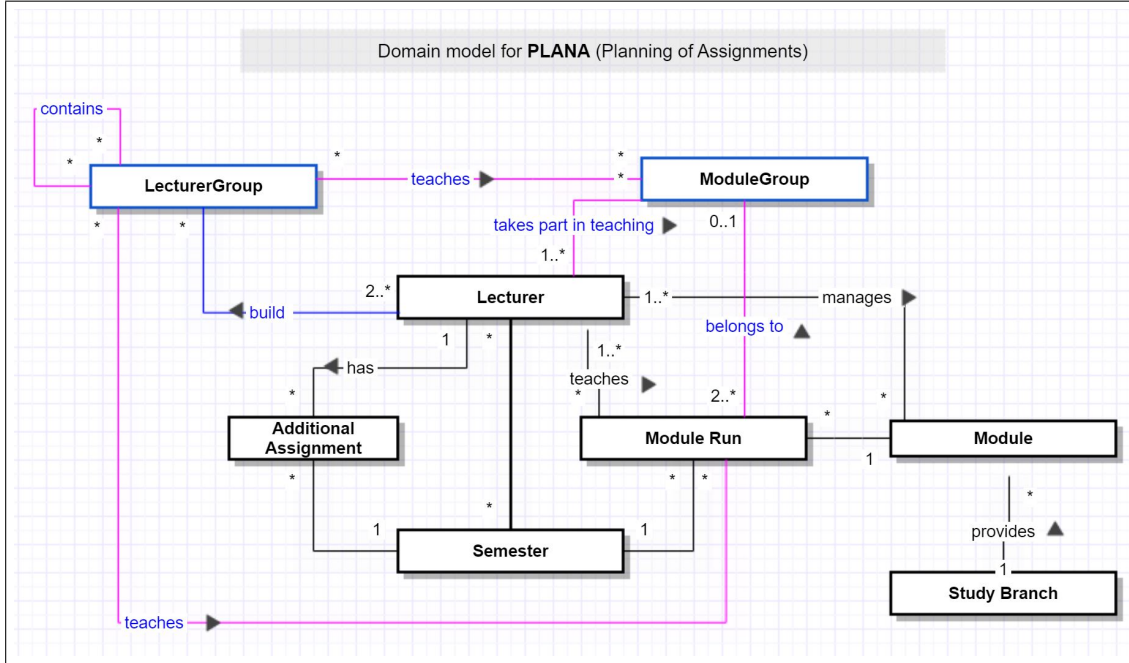 Domain model for PLANA (Planning of Assignments)
contains
*
*
LecturerGroup
*
teaches
*
*
ModuleGroup
*
*
takes part in teaching
0..1
1..*
2..*
Lecturer
1..*
manages
build
belongs to
1
*
1..*
has
teaches
*
*
2..*
*
Additional
Assignment
Module Run
*
1
Module
*
*
*
*
*
1
1
Semester
provides
1
Study Branch
teaches